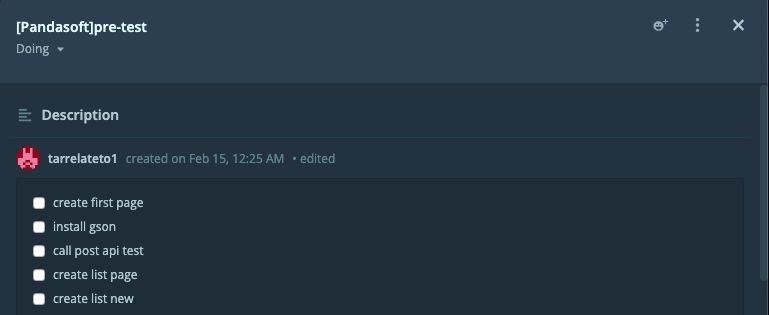 [Pandasoft]pre-test
Doing
Description
tarrelateto1 created on Feb 15, 12:25 AM • edited
create first page
install gson
call post api test
create list page
create list new